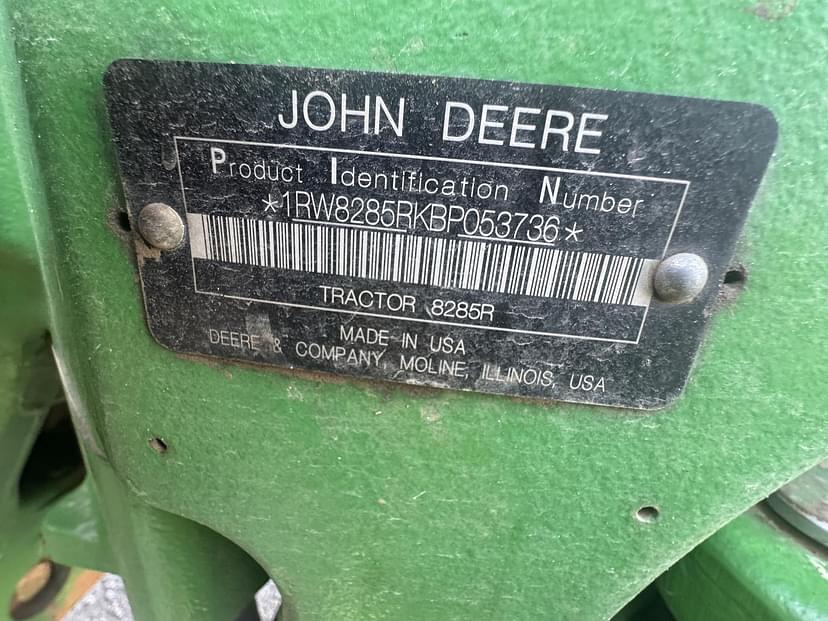 JOHN DEERE
Product Identification Number
*1RW8285RKBP053736*
TRACTOR 8285R
MADE IN USA
DEERE & COMPANY, MOLINE, ILLINOIS, USA